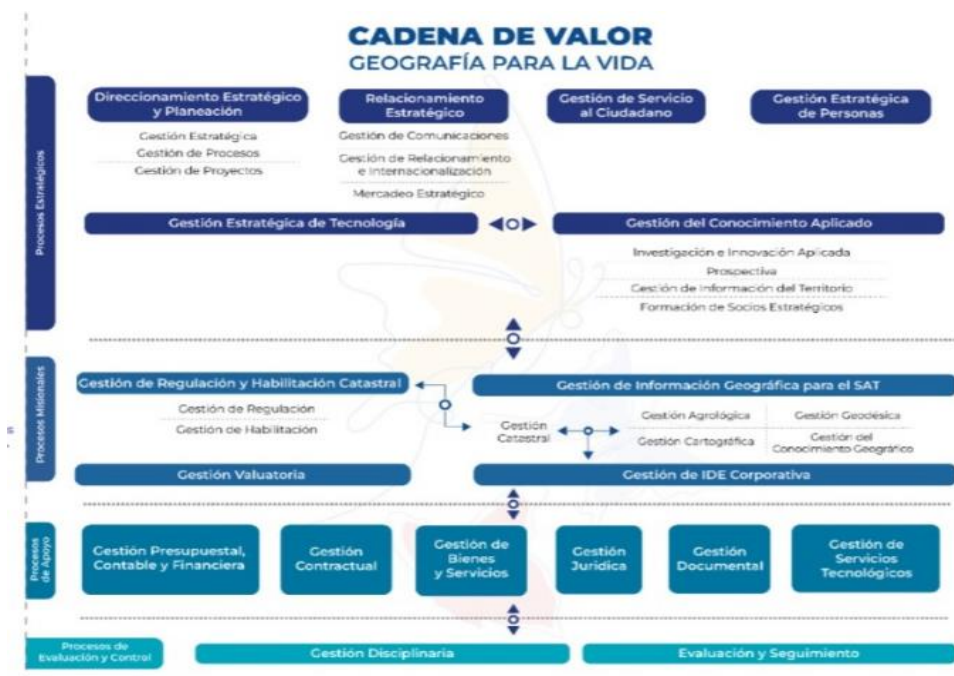 CADENA DE VALOR
GEOGRAFÍA PARA LA VIDA
Procesos Estratégicos
Direccionamiento Estratégico
y Planeación
Gestión Estratégica
Gestión de Procesos
Gestión de Proyectos
Relacionamiento
Estratégico
Gestión de Comunicaciones
Gestión de Relacionamiento
e Internacionalización
Mercadeo Estratégico
Gestión de Servicio
al Ciudadano
Gestión Estratégica
de Personas
Gestión Estratégica de Tecnología
Gestión del Conocimiento Aplicado
Investigación e Innovación Aplicada
Prospectiva
Gestión de Información del Territorio
Formación de Socios Estratégicos
Procesos Misionales
Gestión de Regulación y Habilitación Catastral
Gestión de Regulación
Gestión de Habilitación
Gestión de Información Geográfica para el SAT
Gestión
Catastral
Gestión Agrológica
Gestión Geodésica
Gestión Cartográfica
Gestión del
Conocimiento Geográfico
Gestión Valuatoria
Gestión de IDE Corporativa
Procesos
de Apoyo
Gestión Presupuestal,
Contable y Financiera
Gestión
Contractual
Gestión de
Bienes
y Servicios
Gestión
Jurídica
Gestión
Documental
Gestión de
Servicios
Tecnológicos
Procesos de
Evaluación y Control
Gestión Disciplinaria
Evaluación y Seguimiento